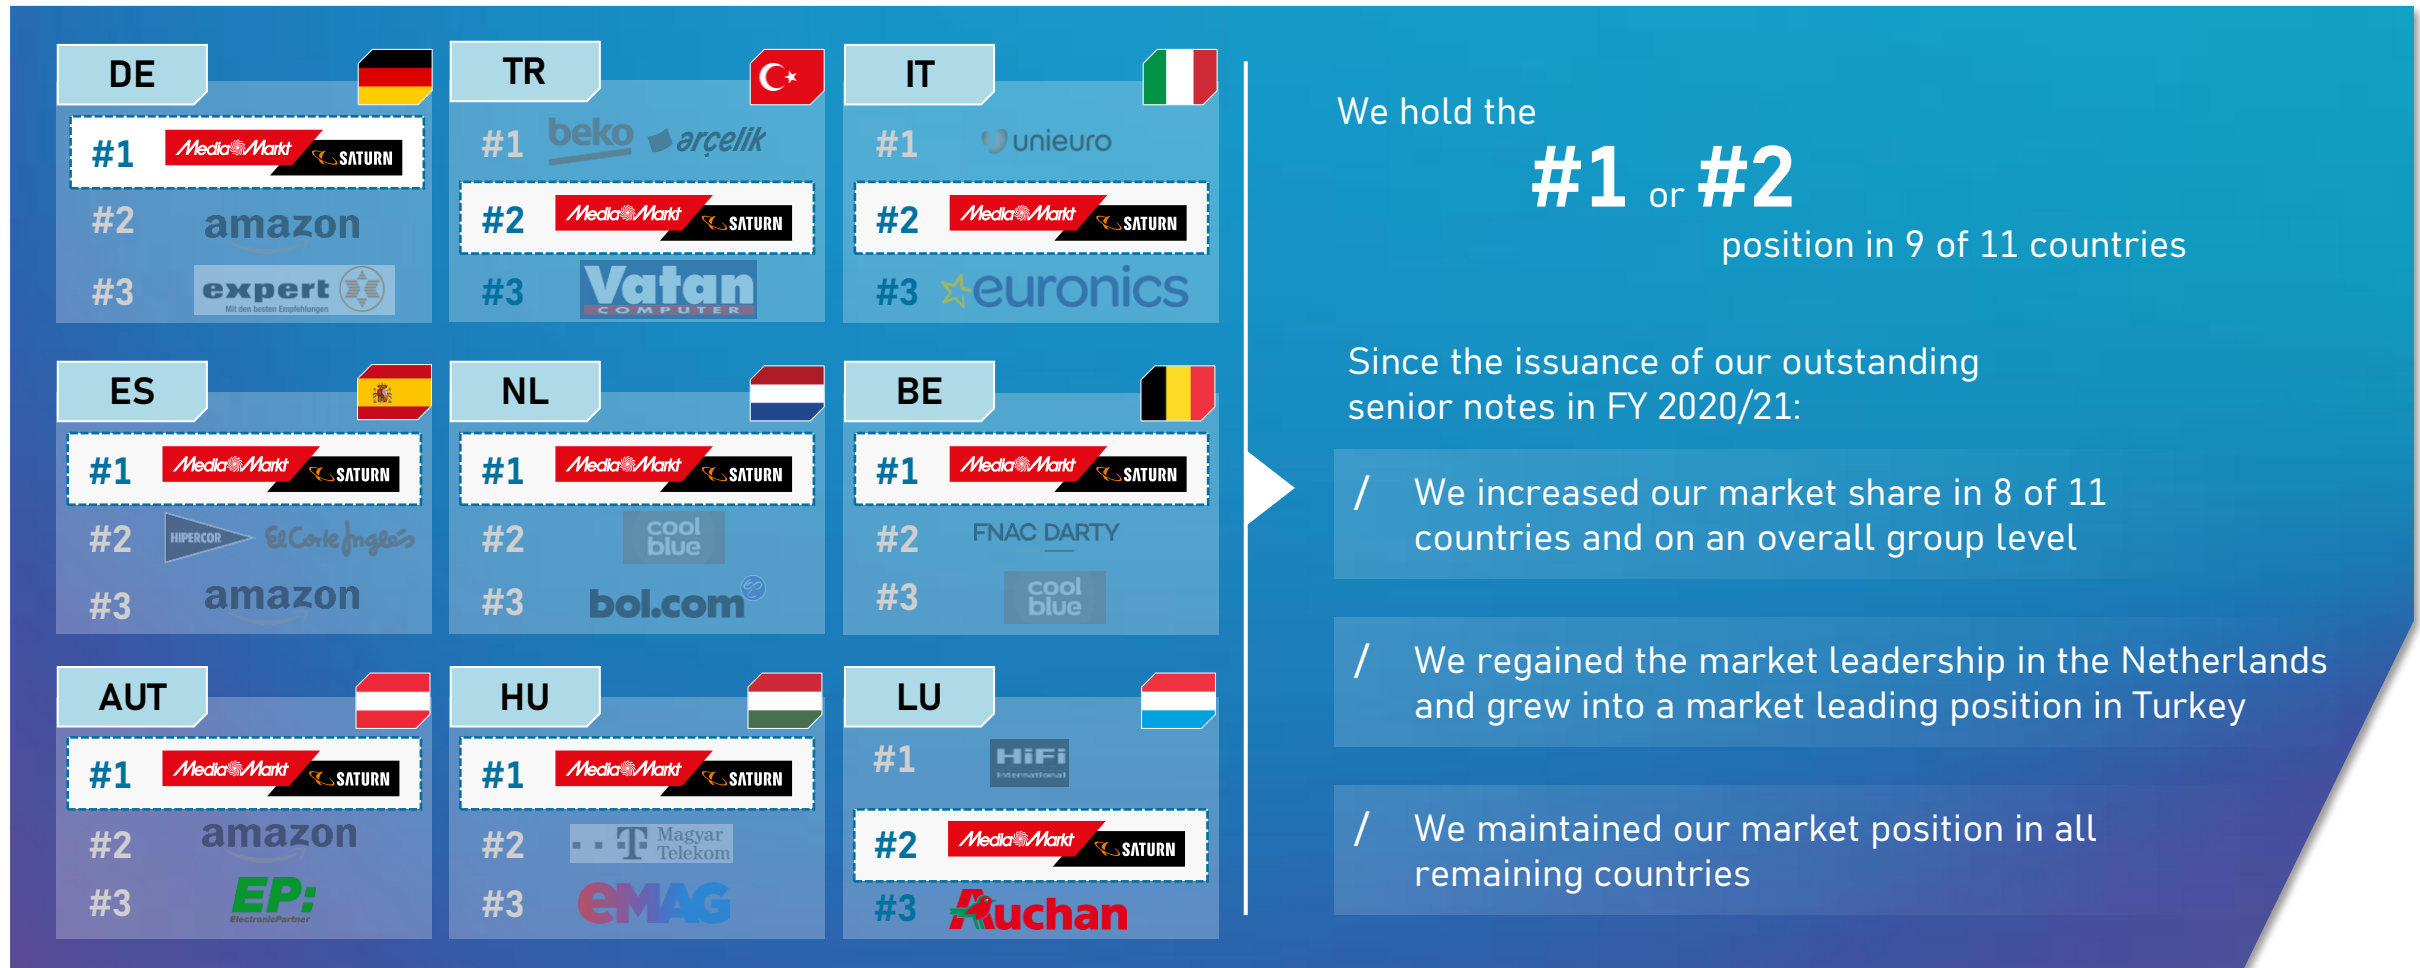 DE
#1 MediaMarkt SATURN
#2 amazon
#3 expert
Mit den besten Empfehlungen
TR
#1 beko arçelik
#2 MediaMarkt SATURN
#3 Vatan
COMPUTER
IT
#1 unieuro
#2 MediaMarkt SATURN
#3 euronics
ES
#1 MediaMarkt SATURN
#2 HIPERCOR El Corte Inglés
#3 amazon
NL
#1 MediaMarkt SATURN
#2 cool
blue
#3 bol.com
BE
#1 MediaMarkt SATURN
#2 FNAC DARTY
#3 cool
blue
AUT
#1 MediaMarkt SATURN
#2 amazon
#3 EP:
ElectronicPartner
HU
#1 MediaMarkt SATURN
#2 T Magyar
Telekom
#3 eMAG
LU
#1 HiFi
International
#2 MediaMarkt SATURN
#3 Auchan
We hold the
#1 or #2
position in 9 of 11 countries
Since the issuance of our outstanding
senior notes in FY 2020/21:
/ We increased our market share in 8 of 11
countries and on an overall group level
/ We regained the market leadership in the Netherlands
and grew into a market leading position in Turkey
/ We maintained our market position in all
remaining countries